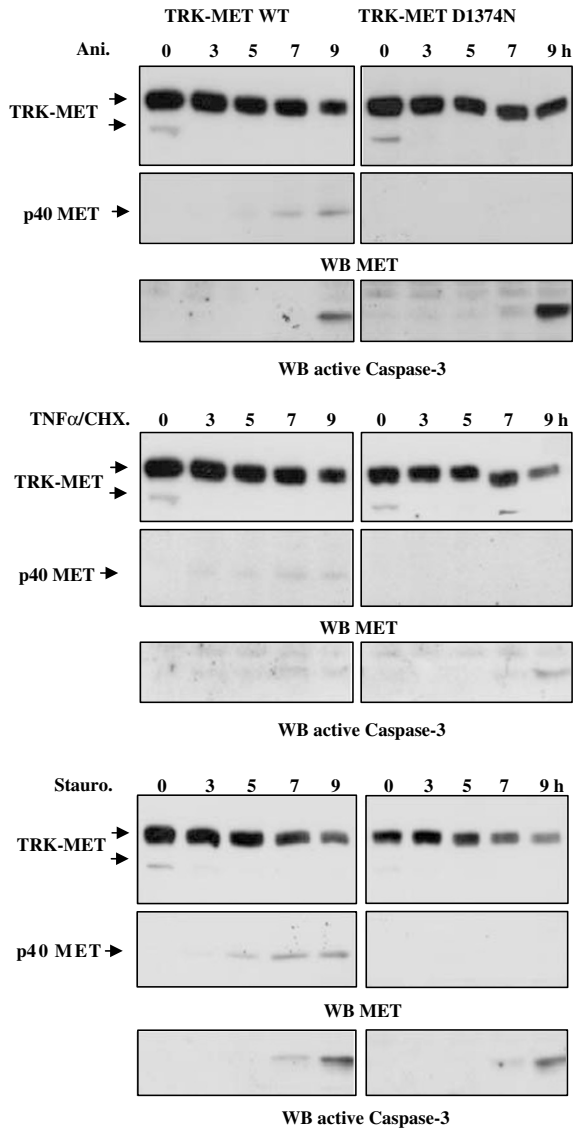 TRK-MET WT TRK-MET D1374N
Ani. 0 3 5 7 9 0 3 5 7 9 h
TRK-MET
p40 MET
WB MET
WB active Caspase-3
TNFα/CHX. 0 3 5 7 9 0 3 5 7 9 h
TRK-MET
p40 MET
WB MET
WB active Caspase-3
Stauro. 0 3 5 7 9 0 3 5 7 9 h
TRK-MET
p40 MET
WB MET
WB active Caspase-3